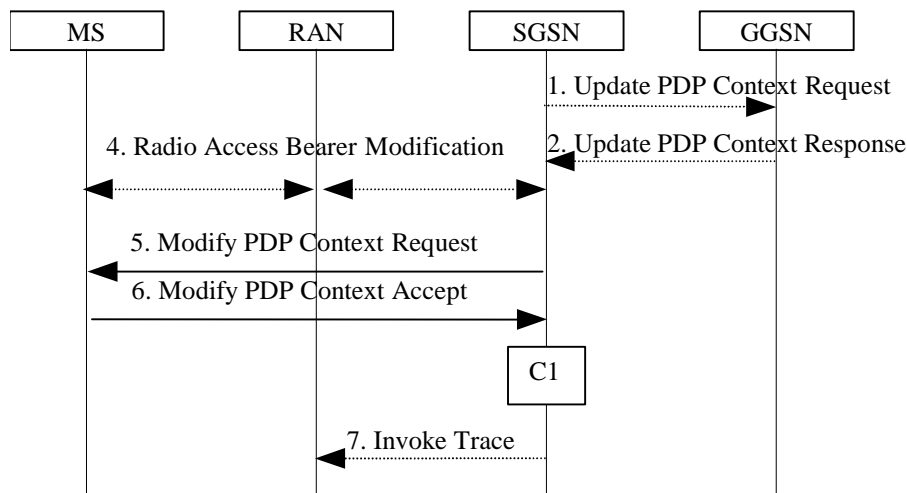 MS
RAN
SGSN
GGSN
1. Update PDP Context Request
2. Update PDP Context Response
4. Radio Access Bearer Modification
5. Modify PDP Context Request
6. Modify PDP Context Accept
C1
7. Invoke Trace